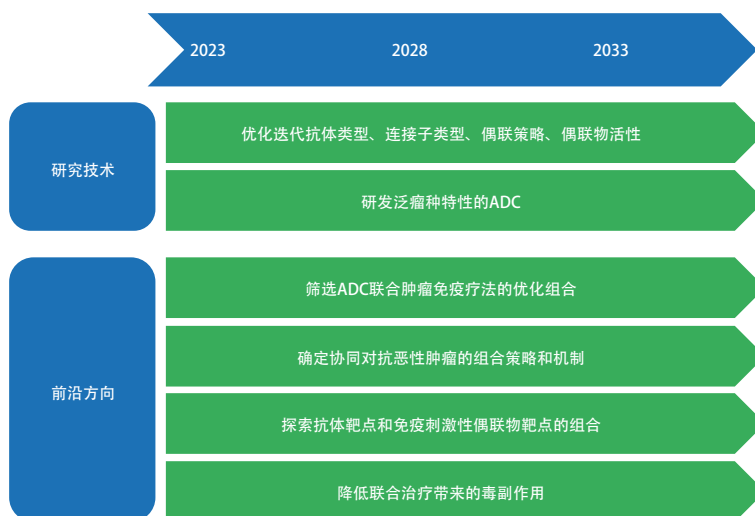 2023 2028 2033
研究技术
优化迭代抗体类型、连接子类型、偶联策略、偶联物活性
研发泛瘤种特性的ADC
前沿方向
筛选ADC联合肿瘤免疫疗法的优化组合
确定协同对抗恶性肿瘤的组合策略和机制
探索抗体靶点和免疫刺激性偶联物靶点的组合
降低联合治疗带来的毒副作用